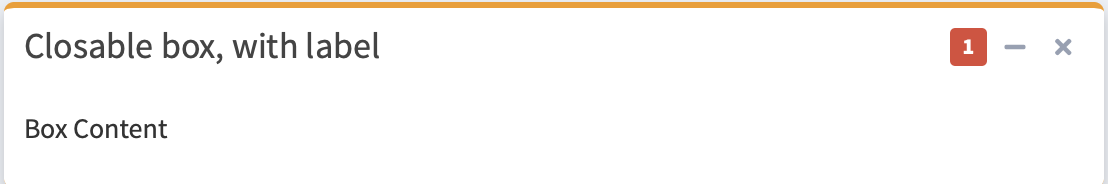 Closable box, with label
1
Box Content